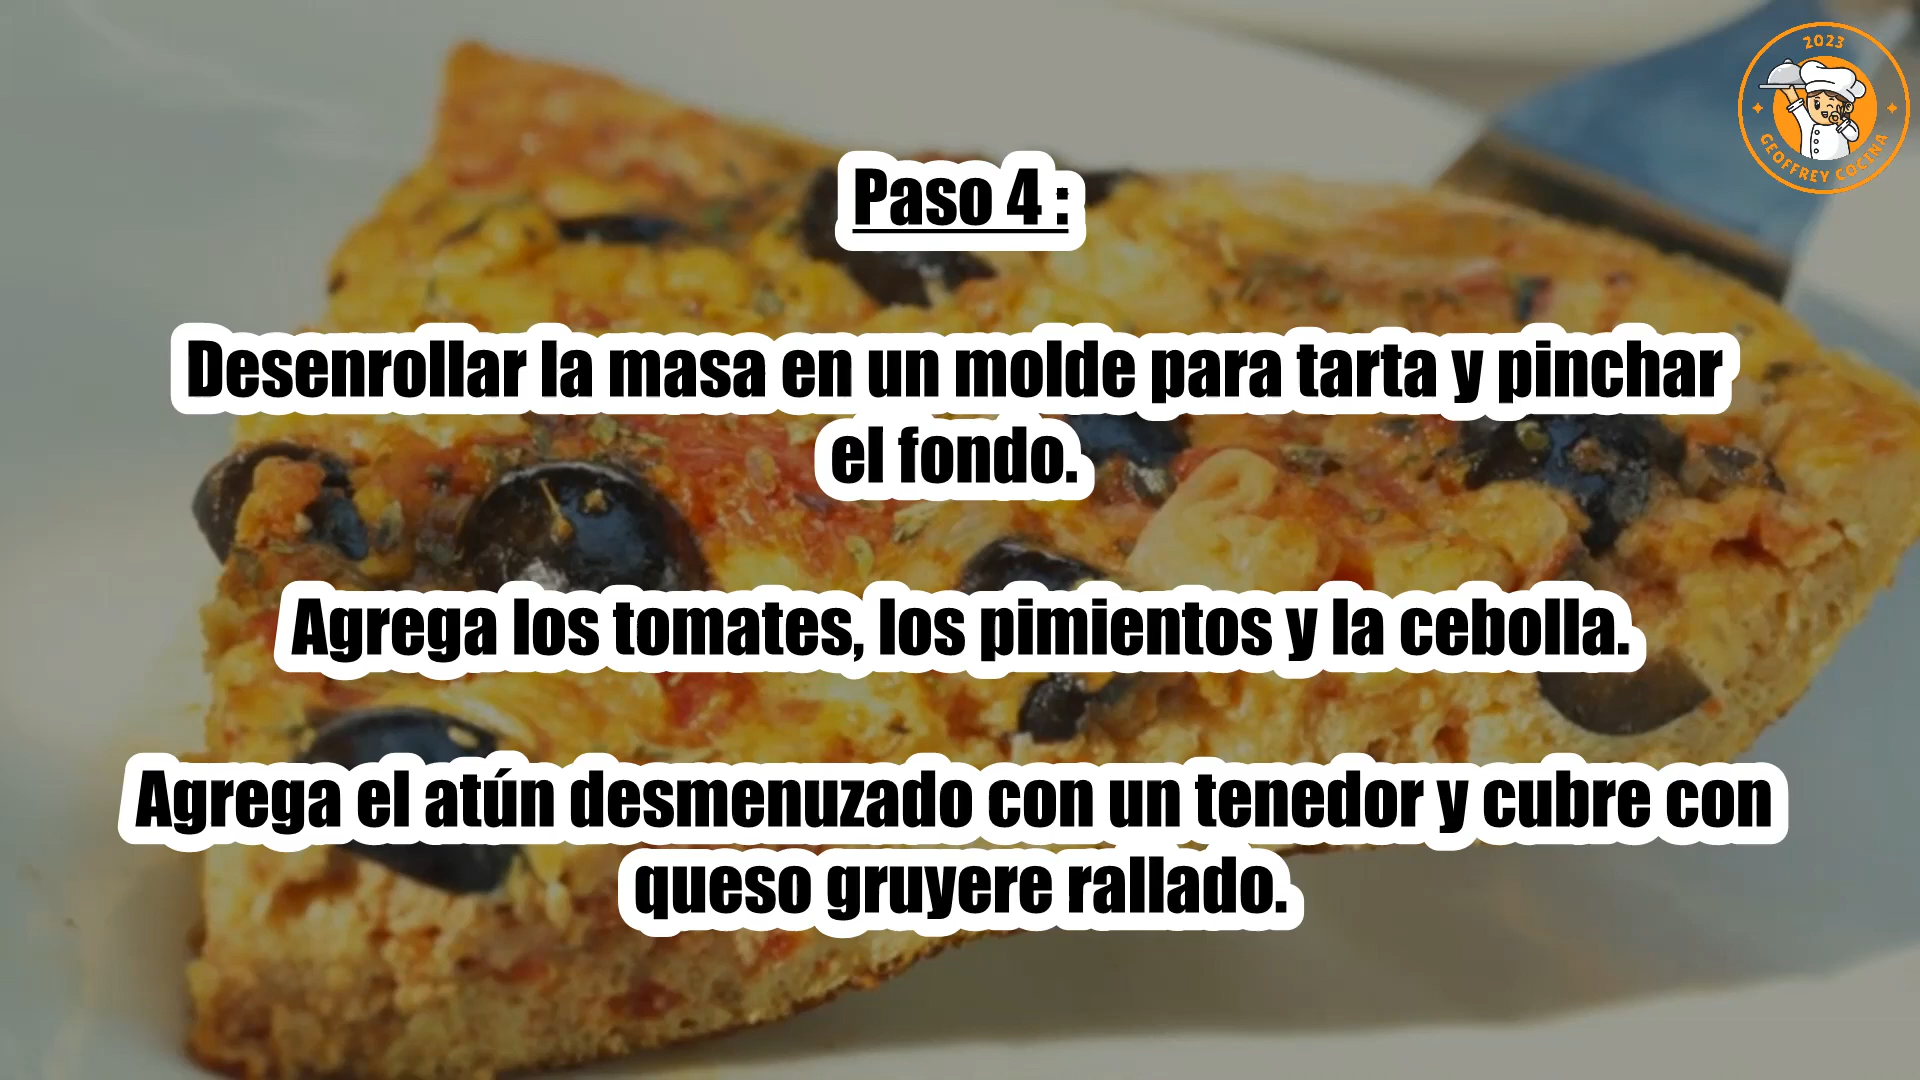 2023
GEOFFREY COCINA
Paso 4 :
Desenrollar la masa en un molde para tarta y pinchar
el fondo.
Agrega los tomates, los pimientos y la cebolla.
Agrega el atún desmenuzado con un tenedor y cubre con
queso gruyere rallado.